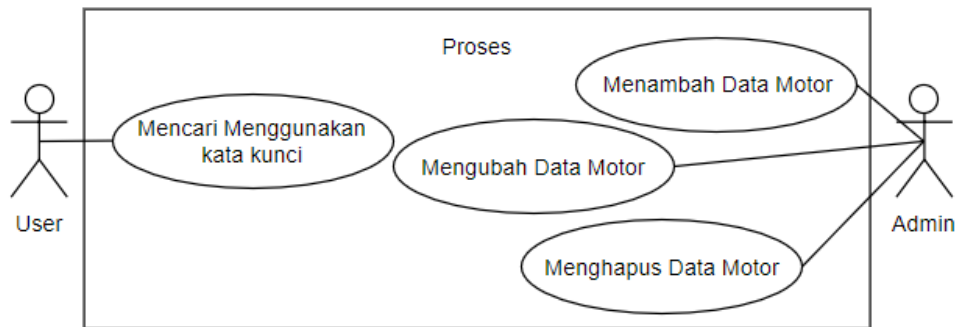 Proses
Menambah Data Motor
Mencari Menggunakan
kata kunci
Mengubah Data Motor
User
Admin
Menghapus Data Motor